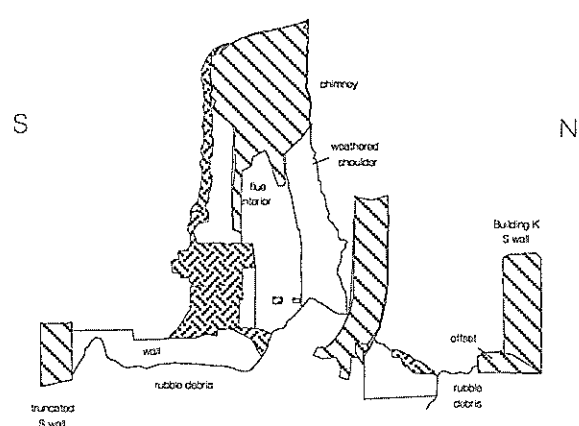 S
N
chimney
weathered
shoulder
flue
interior
Building K
S wall
offset
wall
rubble debris
rubble
debris
truncated
S wall